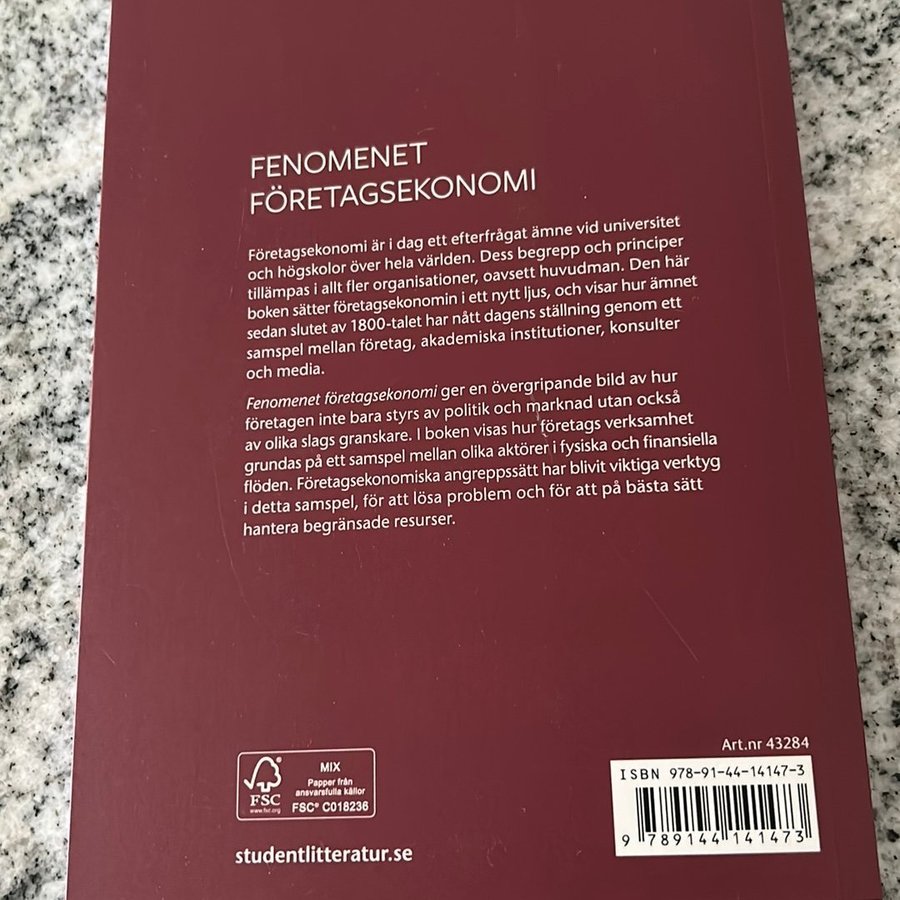 FENOMENET
FÖRETAGSEKONOMI
Företagsekonomi är i dag ett efterfrågat ämne vid universitet
och högskolor över hela världen. Dess begrepp och principer
tillämpas i allt fler organisationer, oavsett huvudman. Den här
boken sätter företagsekonomin i ett nytt ljus, och visar hur ämnet
sedan slutet av 1800-talet har nått dagens ställning genom ett
samspel mellan företag, akademiska institutioner, konsulter
och media.
Fenomenet företagsekonomi ger en övergripande bild av hur
företagen inte bara styrs av politik och marknad utan också
av olika slags granskare. I boken visas hur företags verksamhet
grundas på ett samspel mellan olika aktörer i fysiska och finansiella
flöden. Företagsekonomiska angreppssätt har blivit viktiga verktyg
i detta samspel, för att lösa problem och för att på bästa sätt
hantera begränsade resurser.
Art.nr 43284
ISBN 978-91-44-14147-3
9 789144 141473
FSC®
www.fsc.org
MIX
Papper från
ansvarsfulla källor
FSC® C018236
studentlitteratur.se